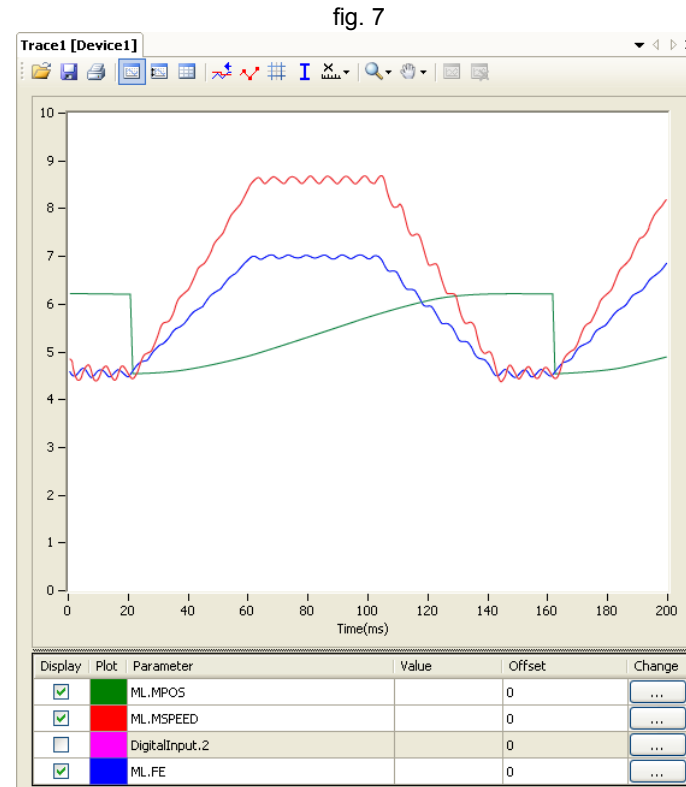 fig. 7
Trace1 [Device1]
10
9
8
7
6
5
4
3
2
1
0
0 20 40 60 80 100 120 140 160 180 200
Time(ms)
Display Plot Parameter Value Offset Change
ML.MPOS 0 ...
ML.MSPEED 0 ...
DigitalInput.2 0 ...
ML.FE 0 ...